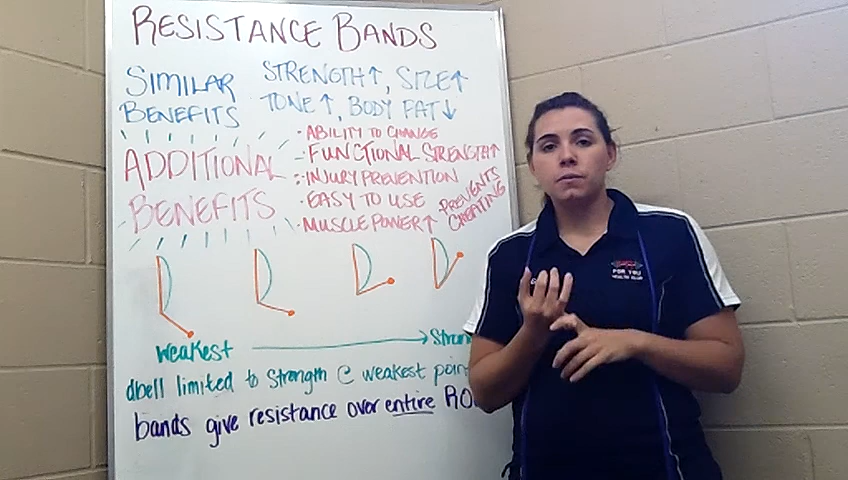 RESISTANCE BANDS
SIMILAR BENEFITS
STRENGTH↑, SIZE↑
TONE↑, BODY FAT↓
ADDITIONAL BENEFITS
· ABILITY TO CHANGE
- FUNCTIONAL STRENGTH↑
· INJURY PREVENTION
· EASY TO USE
· MUSCLE POWER↑
PREVENTS
CHEATING
Weakest
dbell limited to strength @ weakest
bands give resistance over entire
FOR YOU
HEALTH CLUB